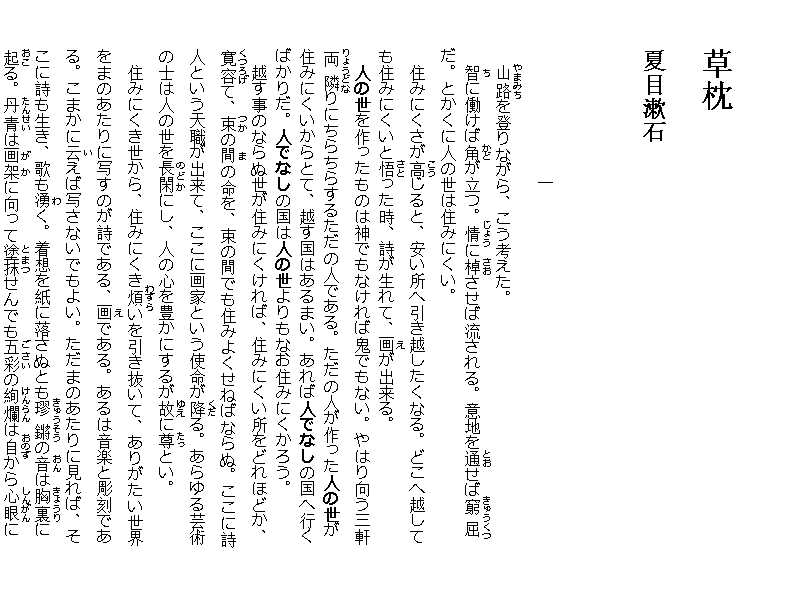 草枕
夏目漱石
一
山路を登りながら、こう考えた。
智に働けば角が立つ。情に棹させば流される。意地を通せば窮屈
だ。とかくに人の世は住みにくい。
住みにくさが高じると、安い所へ引き越したくなる。どこへ越して
も住みにくいと悟った時、詩が生れて、画が出来る。
人の世を作ったものは神でもなければ鬼でもない。やはり向う三軒
両隣りにちらちらするただの人である。ただの人が作った人の世が
住みにくいからとて、越す国はあるまい。あれば人でなしの国へ行く
ばかりだ。人でなしの国は人の世よりもなお住みにくかろう。
越す事のならぬ世が住みにくければ、住みにくい所をどれほどか、
寛容て、束の間の命を、束の間でも住みよくせねばならぬ。ここに詩
人という天職が出来て、ここに画家という使命が降る。あらゆる芸術
の士は人の世を長閑にし、人の心を豊かにするが故に尊とい。
住みにくき世から、住みにくき煩いを引き抜いて、ありがたい世界
をまのあたりに写すのが詩である、画である。あるは音楽と彫刻であ
る。こまかに云えば写さないでもよい。ただまのあたりに見れば、そ
こに詩も生き、歌も湧く。着想を紙に落さぬとも璆鏘の音は胸裏に
起る。丹青は画架に向って塗抹せんでも五彩の絢爛は自から心眼に